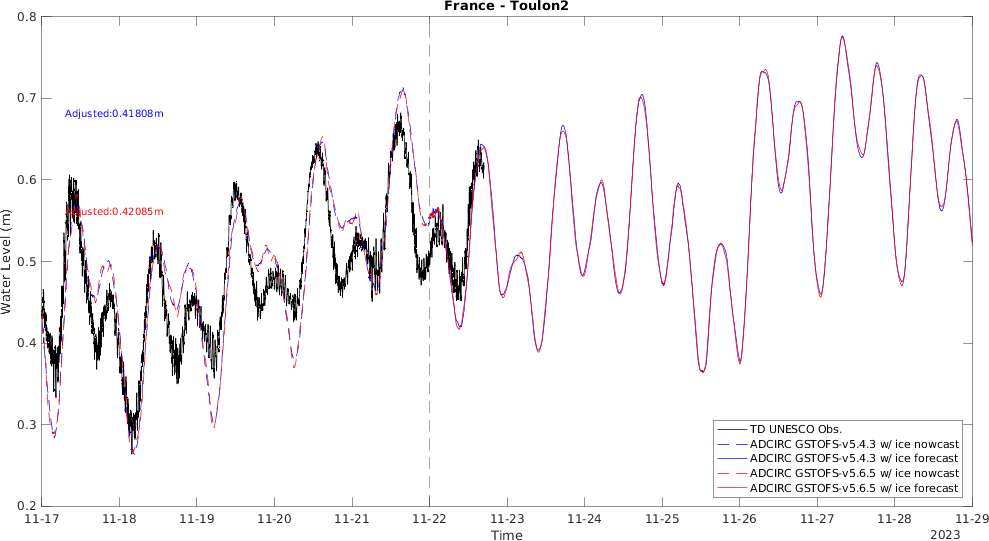 France - Toulon2
0.8
0.7
0.6
0.5
0.4
0.3
0.2
Water Level (m)
Adjusted:0.41808m
Adjusted:0.42085m
TD UNESCO Obs.
ADCIRC GSTOFS-v5.4.3 w/ ice nowcast
ADCIRC GSTOFS-v5.4.3 w/ ice forecast
ADCIRC GSTOFS-v5.6.5 w/ ice nowcast
ADCIRC GSTOFS-v5.6.5 w/ ice forecast
11-17 11-18 11-19 11-20 11-21 11-22 11-23 11-24 11-25 11-26 11-27 11-28 11-29
Time
2023